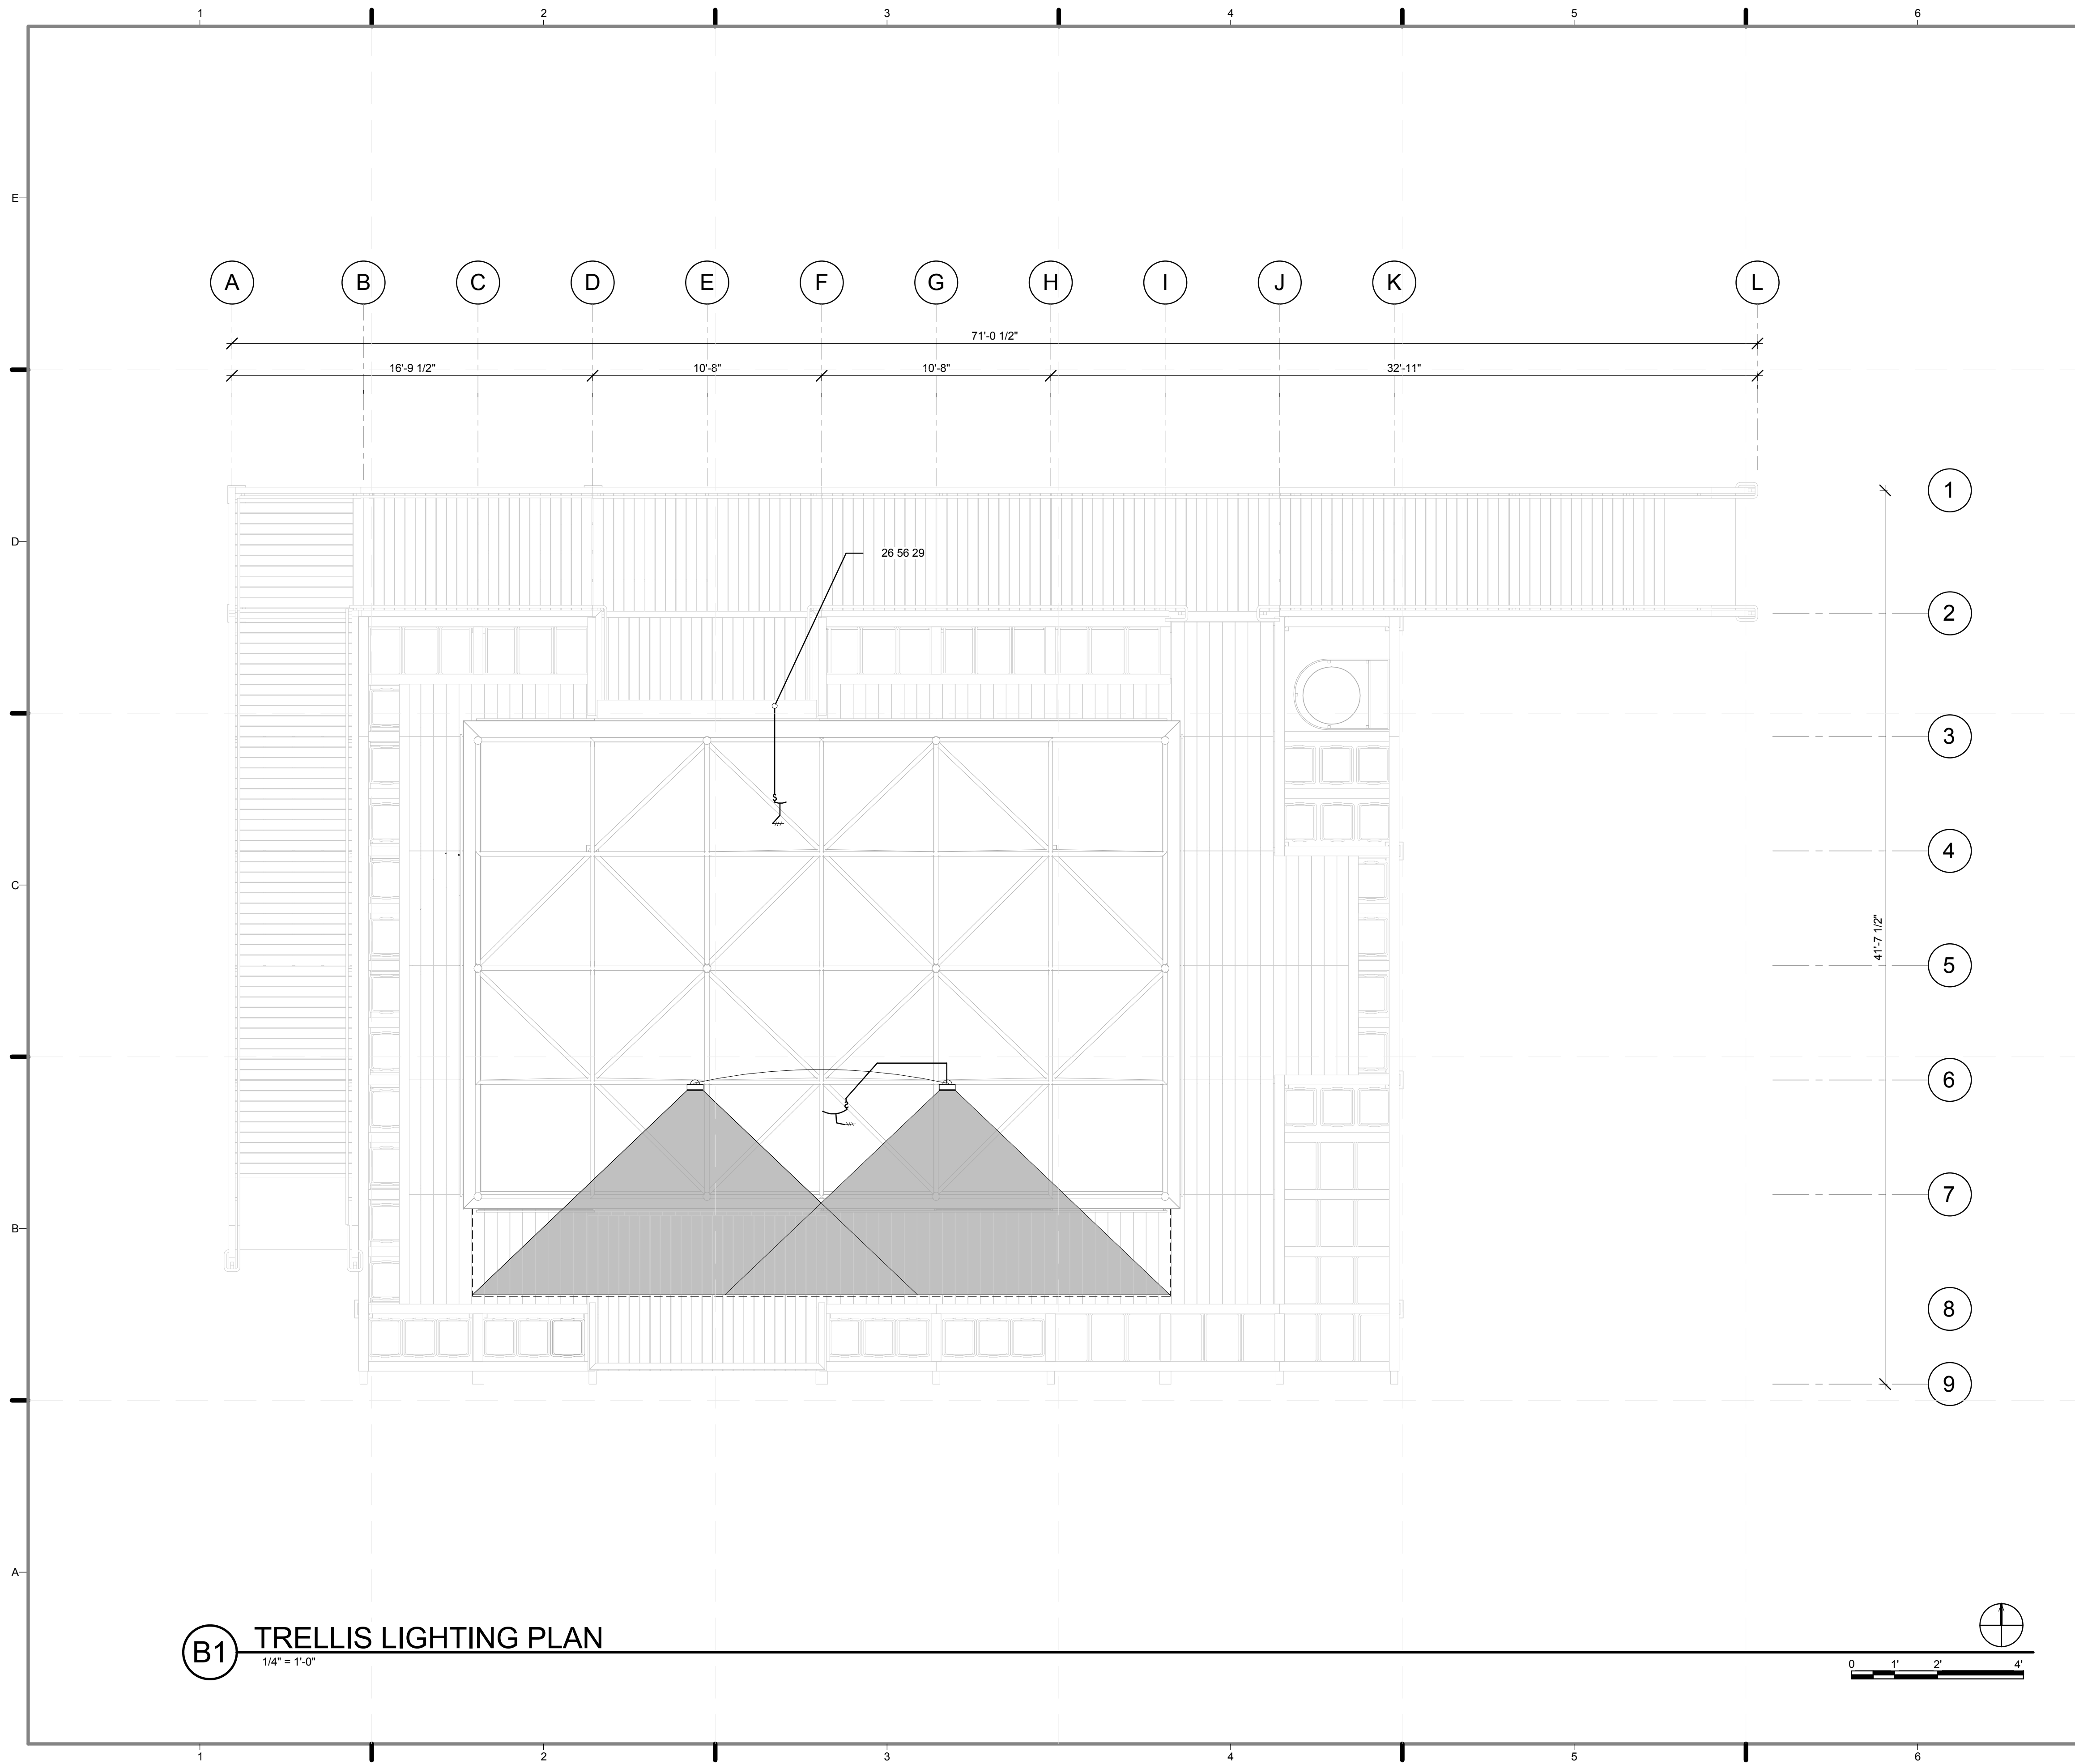 1 2 3 4 5 6
E
A B C D E F G H I J K L
71'-0 1/2"
16'-9 1/2" 10'-8" 10'-8" 32'-11"
1
D
26 56 29
2
3
4
C
41'-7 1/2"
5
6
7
B
8
9
A
B1 TRELLIS LIGHTING PLAN
1/4" = 1'-0"
0 1' 2' 4'
1 2 3 4 5 6